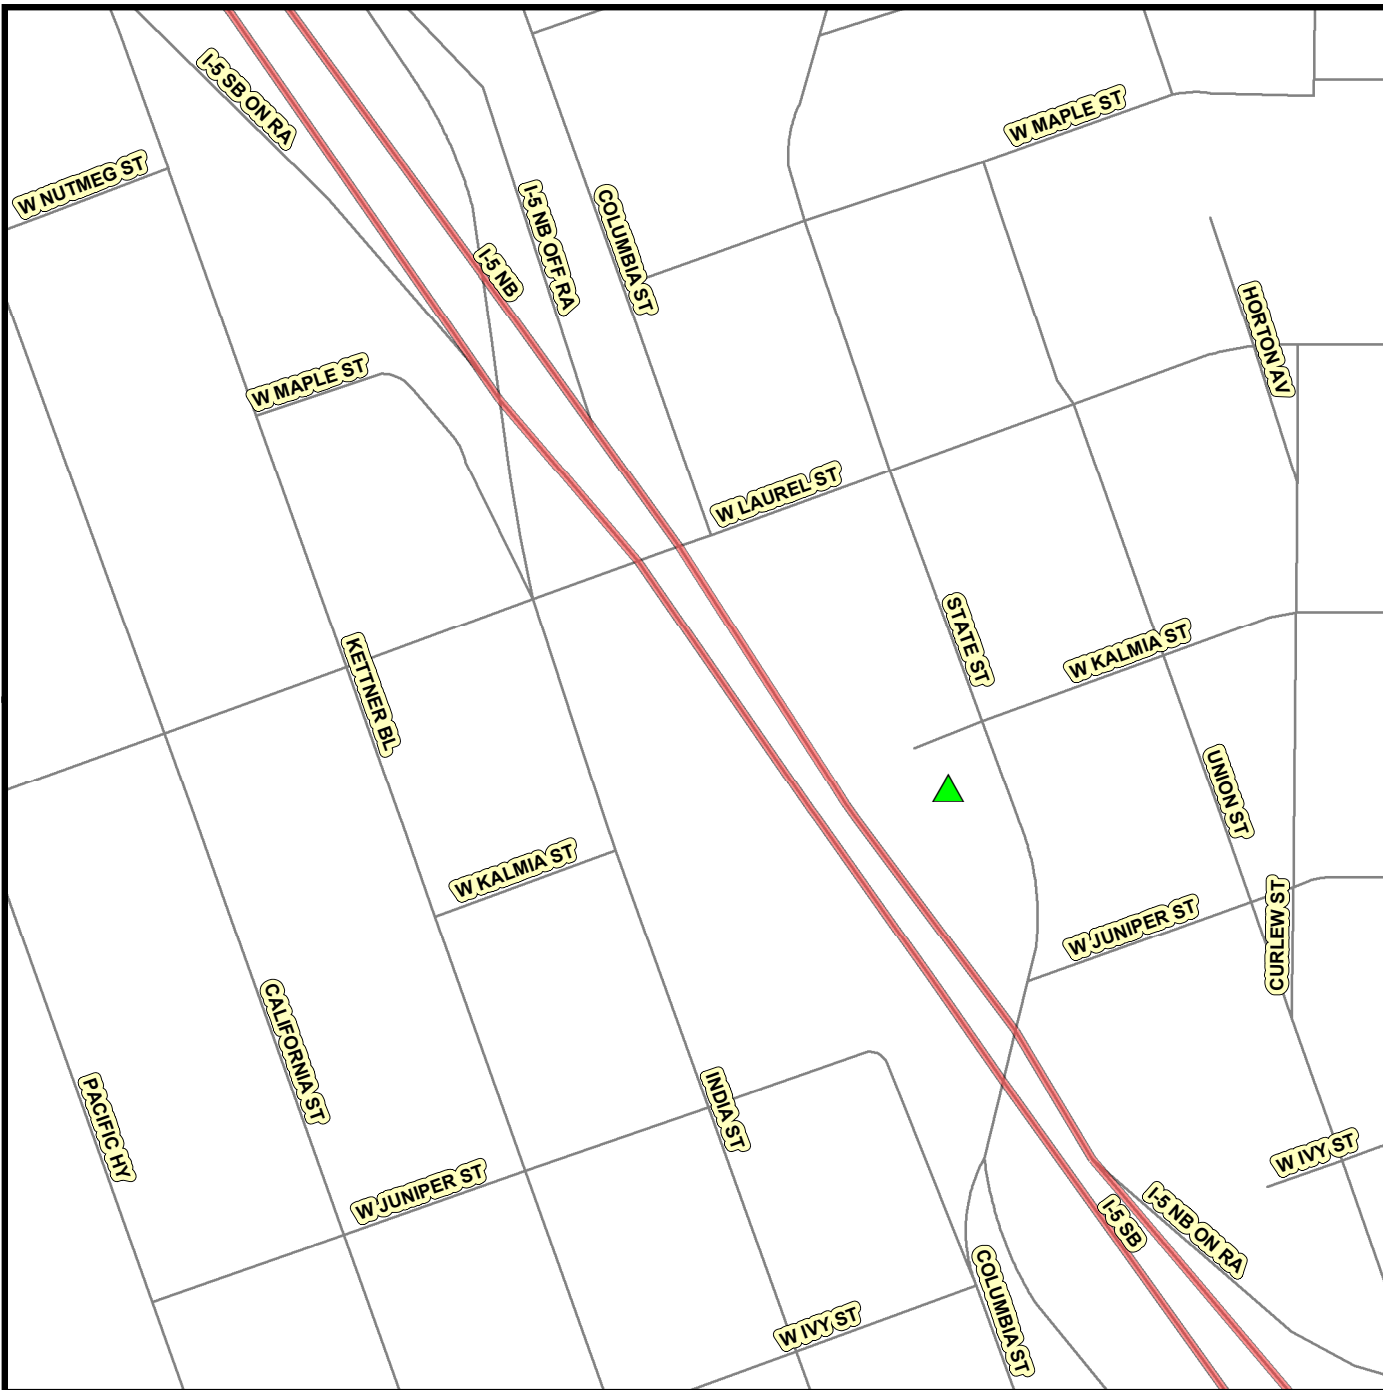 I-5 SB ON RA
W MAPLE ST
W NUTMEG ST
I-5 NB OFF RA
COLUMBIA ST
I-5 NB
HORTON AV
W MAPLE ST
W LAUREL ST
STATE ST
W KALMIA ST
KETTNER BL
UNION ST
W KALMIA ST
CURLEW ST
W JUNIPER ST
CALIFORNIA ST
PACIFIC HY
INDIA ST
W IVY ST
W JUNIPER ST
I-5 SB
I-5 NB ON RA
COLUMBIA ST
W IVY ST